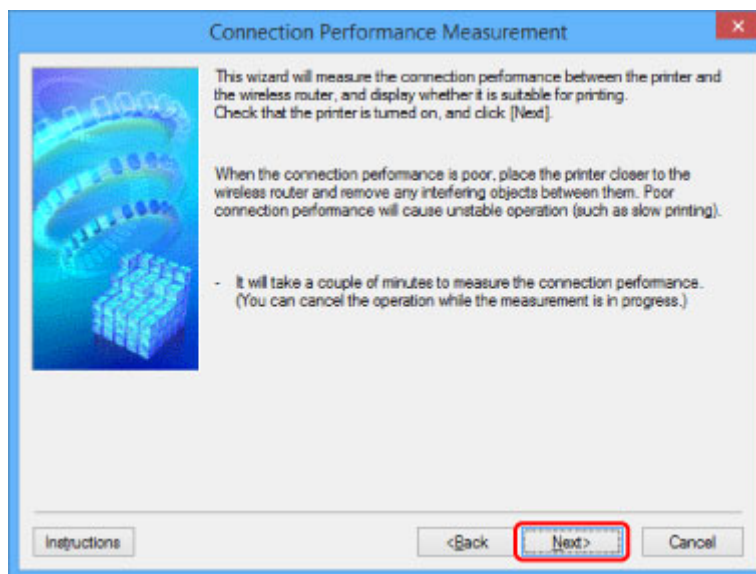 Connection Performance Measurement
This wizard will measure the connection performance between the printer and
the wireless router, and display whether it is suitable for printing.
Check that the printer is turned on, and click [Next].
When the connection performance is poor, place the printer closer to the
wireless router and remove any interfering objects between them. Poor
connection performance will cause unstable operation (such as slow printing).
- It will take a couple of minutes to measure the connection performance.
(You can cancel the operation while the measurement is in progress.)
Instructions
<Back
Next>
Cancel